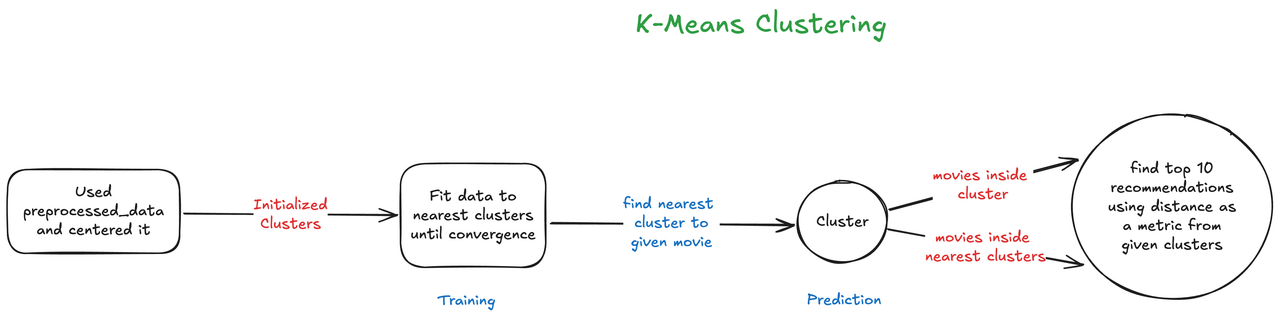 K-Means Clustering
Used
preprocessed_data
and centered it
Initialized
Clusters
Fit data to
nearest clusters
until convergence
Training
find nearest
cluster to
given movie
Cluster
Prediction
movies inside
cluster
movies inside
nearest clusters
find top 10
recommendations
using distance as
a metric from
given clusters